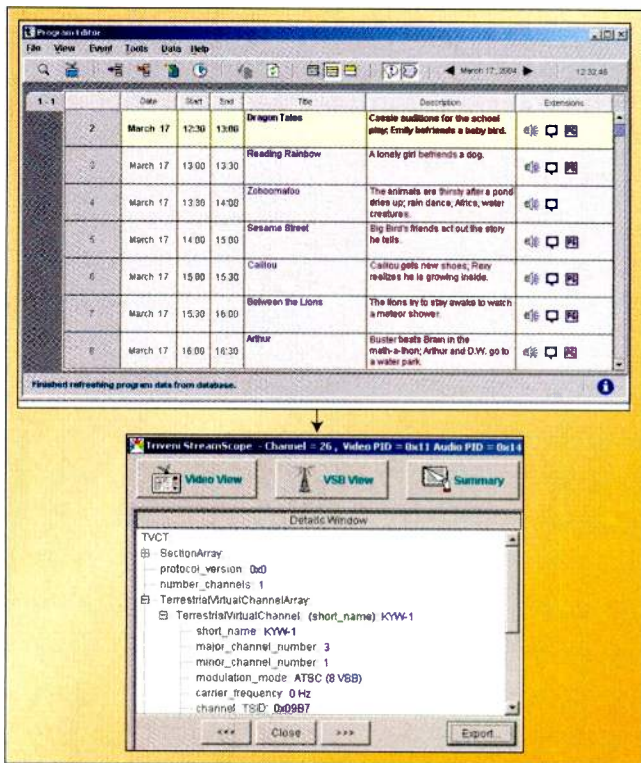 Program Editor
File View Event Tools Data Help
March 17, 2004 12:32:46
1 - 1 Date Start End Title Description Extensions
2 March 17 12:30 13:00 Dragon Tales Cassie auditions for the school
play; Emily befriends a baby bird.
3 March 17 13:00 13:30 Reading Rainbow A lonely girl befriends a dog.
4 March 17 13:30 14:00 Zoboomafoo The animals are thirsty after a pond
dries up; rain dance; Africa, water
creatures.
5 March 17 14:00 15:00 Sesame Street Big Bird's friends act out the story
he tells.
6 March 17 15:00 15:30 Caillou Caillou gets new shoes; Rexy
realizes he is growing inside.
7 March 17 15:30 16:00 Between the Lions The lions try to stay awake to watch
a meteor shower.
8 March 17 16:00 16:30 Arthur Buster beats Brain in the
math-a-thon; Arthur and D.W. go to
a water park.
Finished refreshing program data from database.
Triveni StreamScope - Channel = 26 , Video PID = 0x11 Audio PID = 0x14
Video View VSB View Summary
Details Window
TVCT
SectionArray
protocol_version 0x0
number_channels 1
TerrestrialVirtualChannelArray
TerrestrialVirtualChannel (short_name) KYW-1
short_name KYW-1
major_channel_number 3
minor_channel_number 1
modulation_mode ATSC (8 VSB)
carrier_frequency 0 Hz
channel_TSID 0x09B7
<<< Close >>> Export...